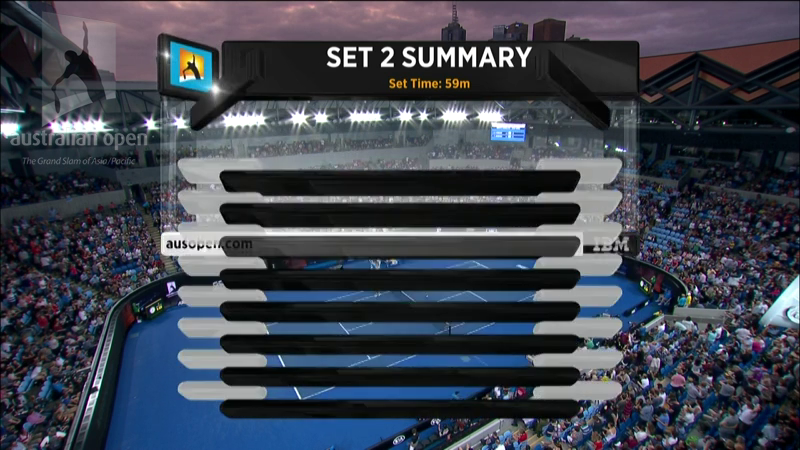 SET 2 SUMMARY
Set Time: 59m
australian open
The Grand Slam of Asia/Pacific
ausopen.com
IBM